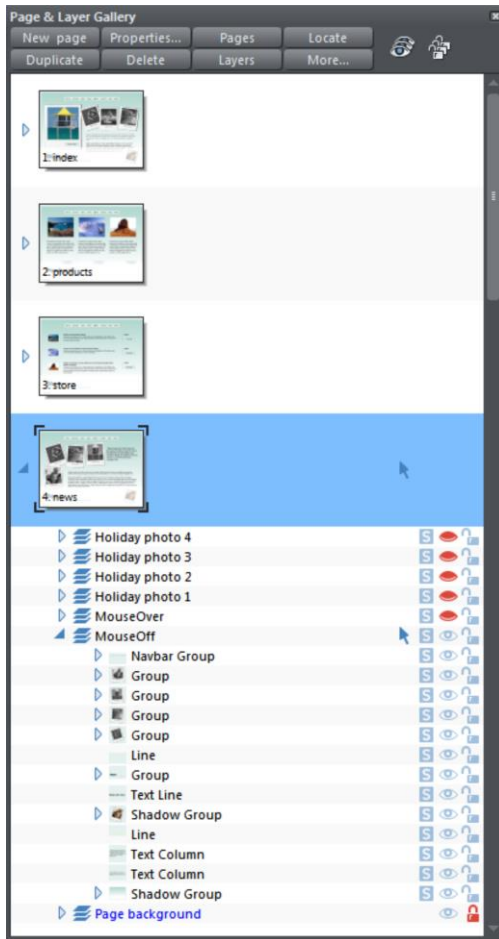 Page & Layer Gallery
New page Properties... Pages Locate
Duplicate Delete Layers More...
1: index
2: products
3: store
4: news
Holiday photo 4 S
Holiday photo 3 S
Holiday photo 2 S
Holiday photo 1 S
MouseOver S
MouseOff S
Navbar Group S
Group S
Group S
Group S
Group S
Line S
Group S
Text Line S
Shadow Group S
Line S
Text Column S
Text Column S
Shadow Group S
Page background